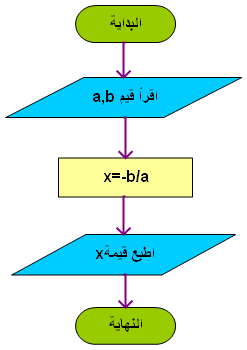 البداية
اقرأ قيم a,b
x=-b/a
اطبع قيمةx
النهاية